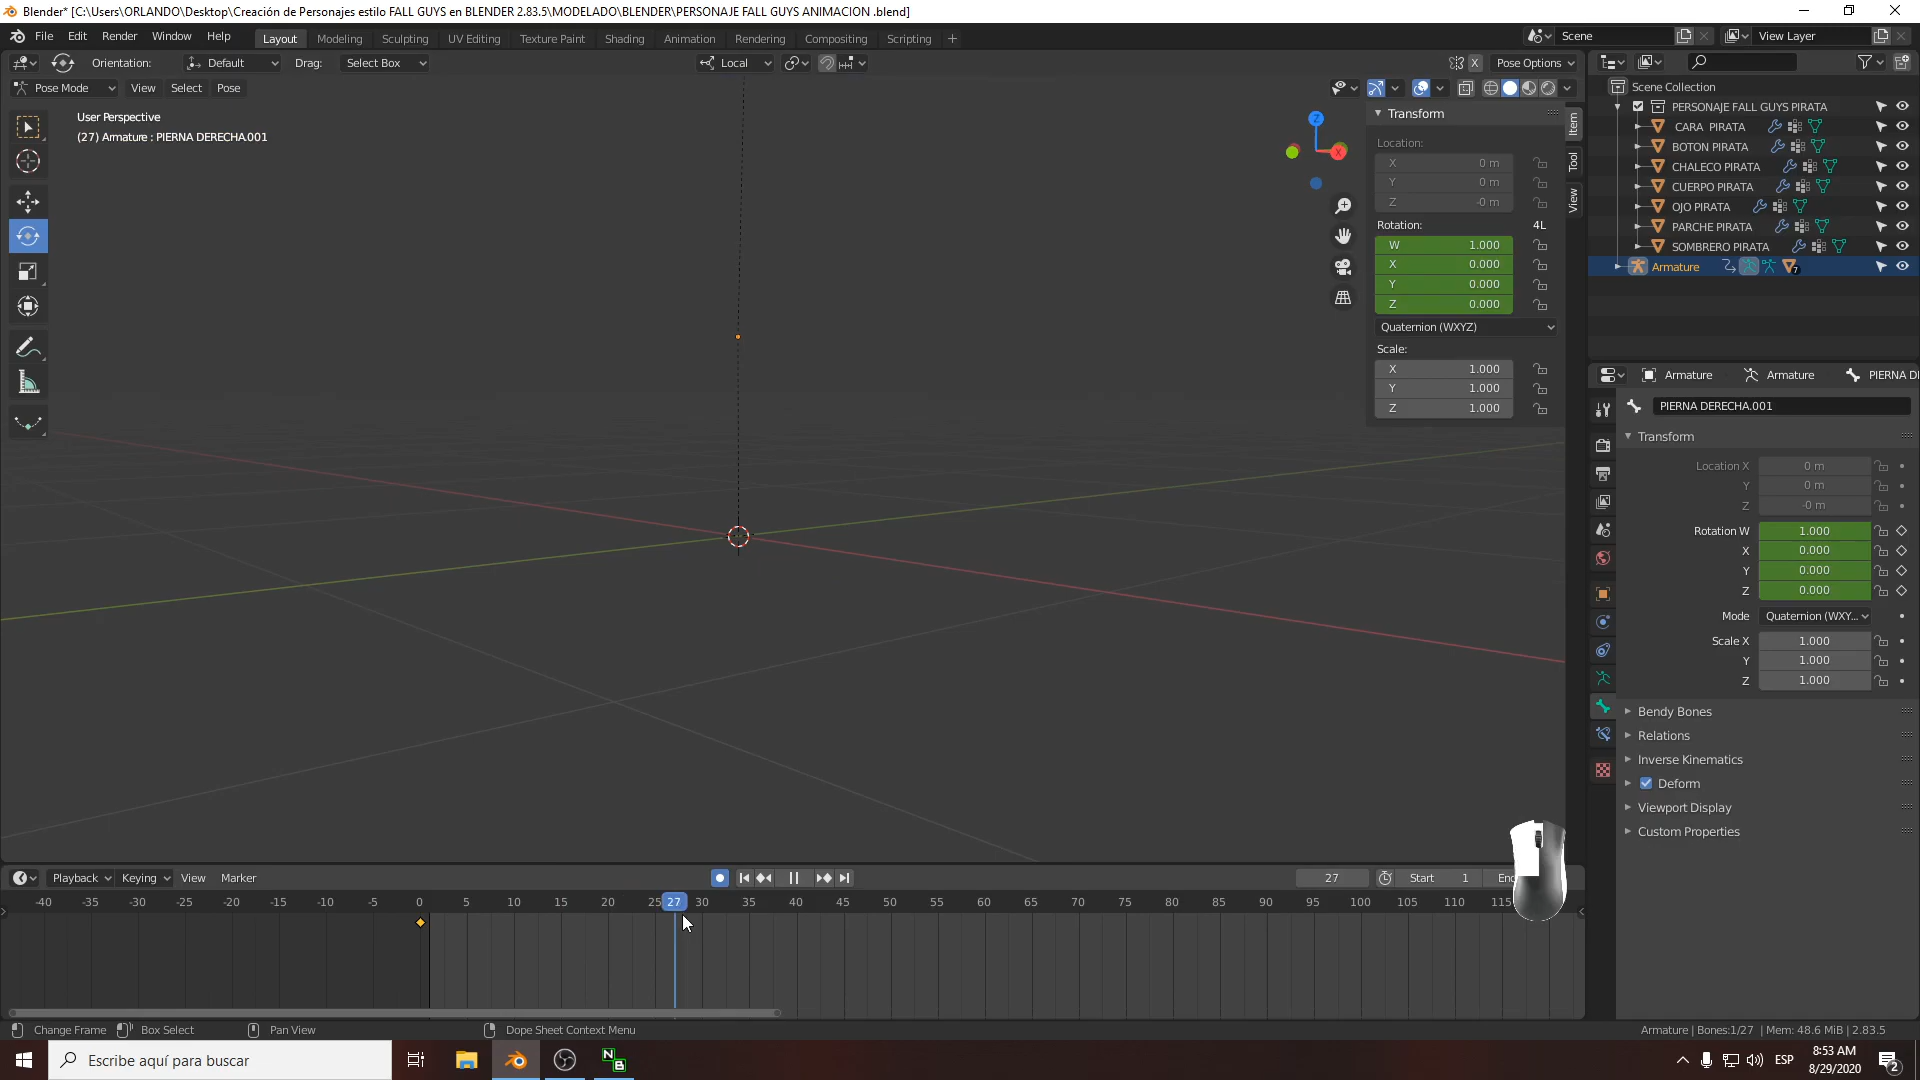 Blender* [C:\Users\ORLANDO\Desktop\Creación de Personajes estilo FALL GUYS en BLENDER 2.83.5\MODELADO\BLENDER\PERSONAJE FALL GUYS ANIMACION .blend]
File Edit Render Window Help Layout Modeling Sculpting UV Editing Texture Paint Shading Animation Rendering Compositing Scripting + Scene View Layer
Orientation: Default Drag: Select Box Local X Pose Options
Pose Mode View Select Pose
User Perspective
(27) Armature : PIERNA DERECHA.001
Z
X
Transform
Location:
X 0 m
Y 0 m
Z -0 m
Rotation: 4L
W 1.000
X 0.000
Y 0.000
Z 0.000
Quaternion (WXYZ)
Scale:
X 1.000
Y 1.000
Z 1.000
Item
Tool
View
Scene Collection
PERSONAJE FALL GUYS PIRATA
CARA PIRATA
BOTON PIRATA
CHALECO PIRATA
CUERPO PIRATA
OJO PIRATA
PARCHE PIRATA
SOMBRERO PIRATA
Armature 7
Armature Armature PIERNA DI
PIERNA DERECHA.001
Transform
Location X 0 m
Y 0 m
Z -0 m
Rotation W 1.000
X 0.000
Y 0.000
Z 0.000
Mode Quaternion (WXY...
Scale X 1.000
Y 1.000
Z 1.000
Bendy Bones
Relations
Inverse Kinematics
Deform
Viewport Display
Custom Properties
Playback Keying View Marker 27 Start 1 En
-40 -35 -30 -25 -20 -15 -10 -5 0 5 10 15 20 25 27 30 35 40 45 50 55 60 65 70 75 80 85 90 95 100 105 110 115
Change Frame Box Select Pan View Dope Sheet Context Menu Armature | Bones:1/27 | Mem: 48.6 MiB | 2.83.5
Escribe aquí para buscar N B ESP 8:53 AM
8/29/2020 2